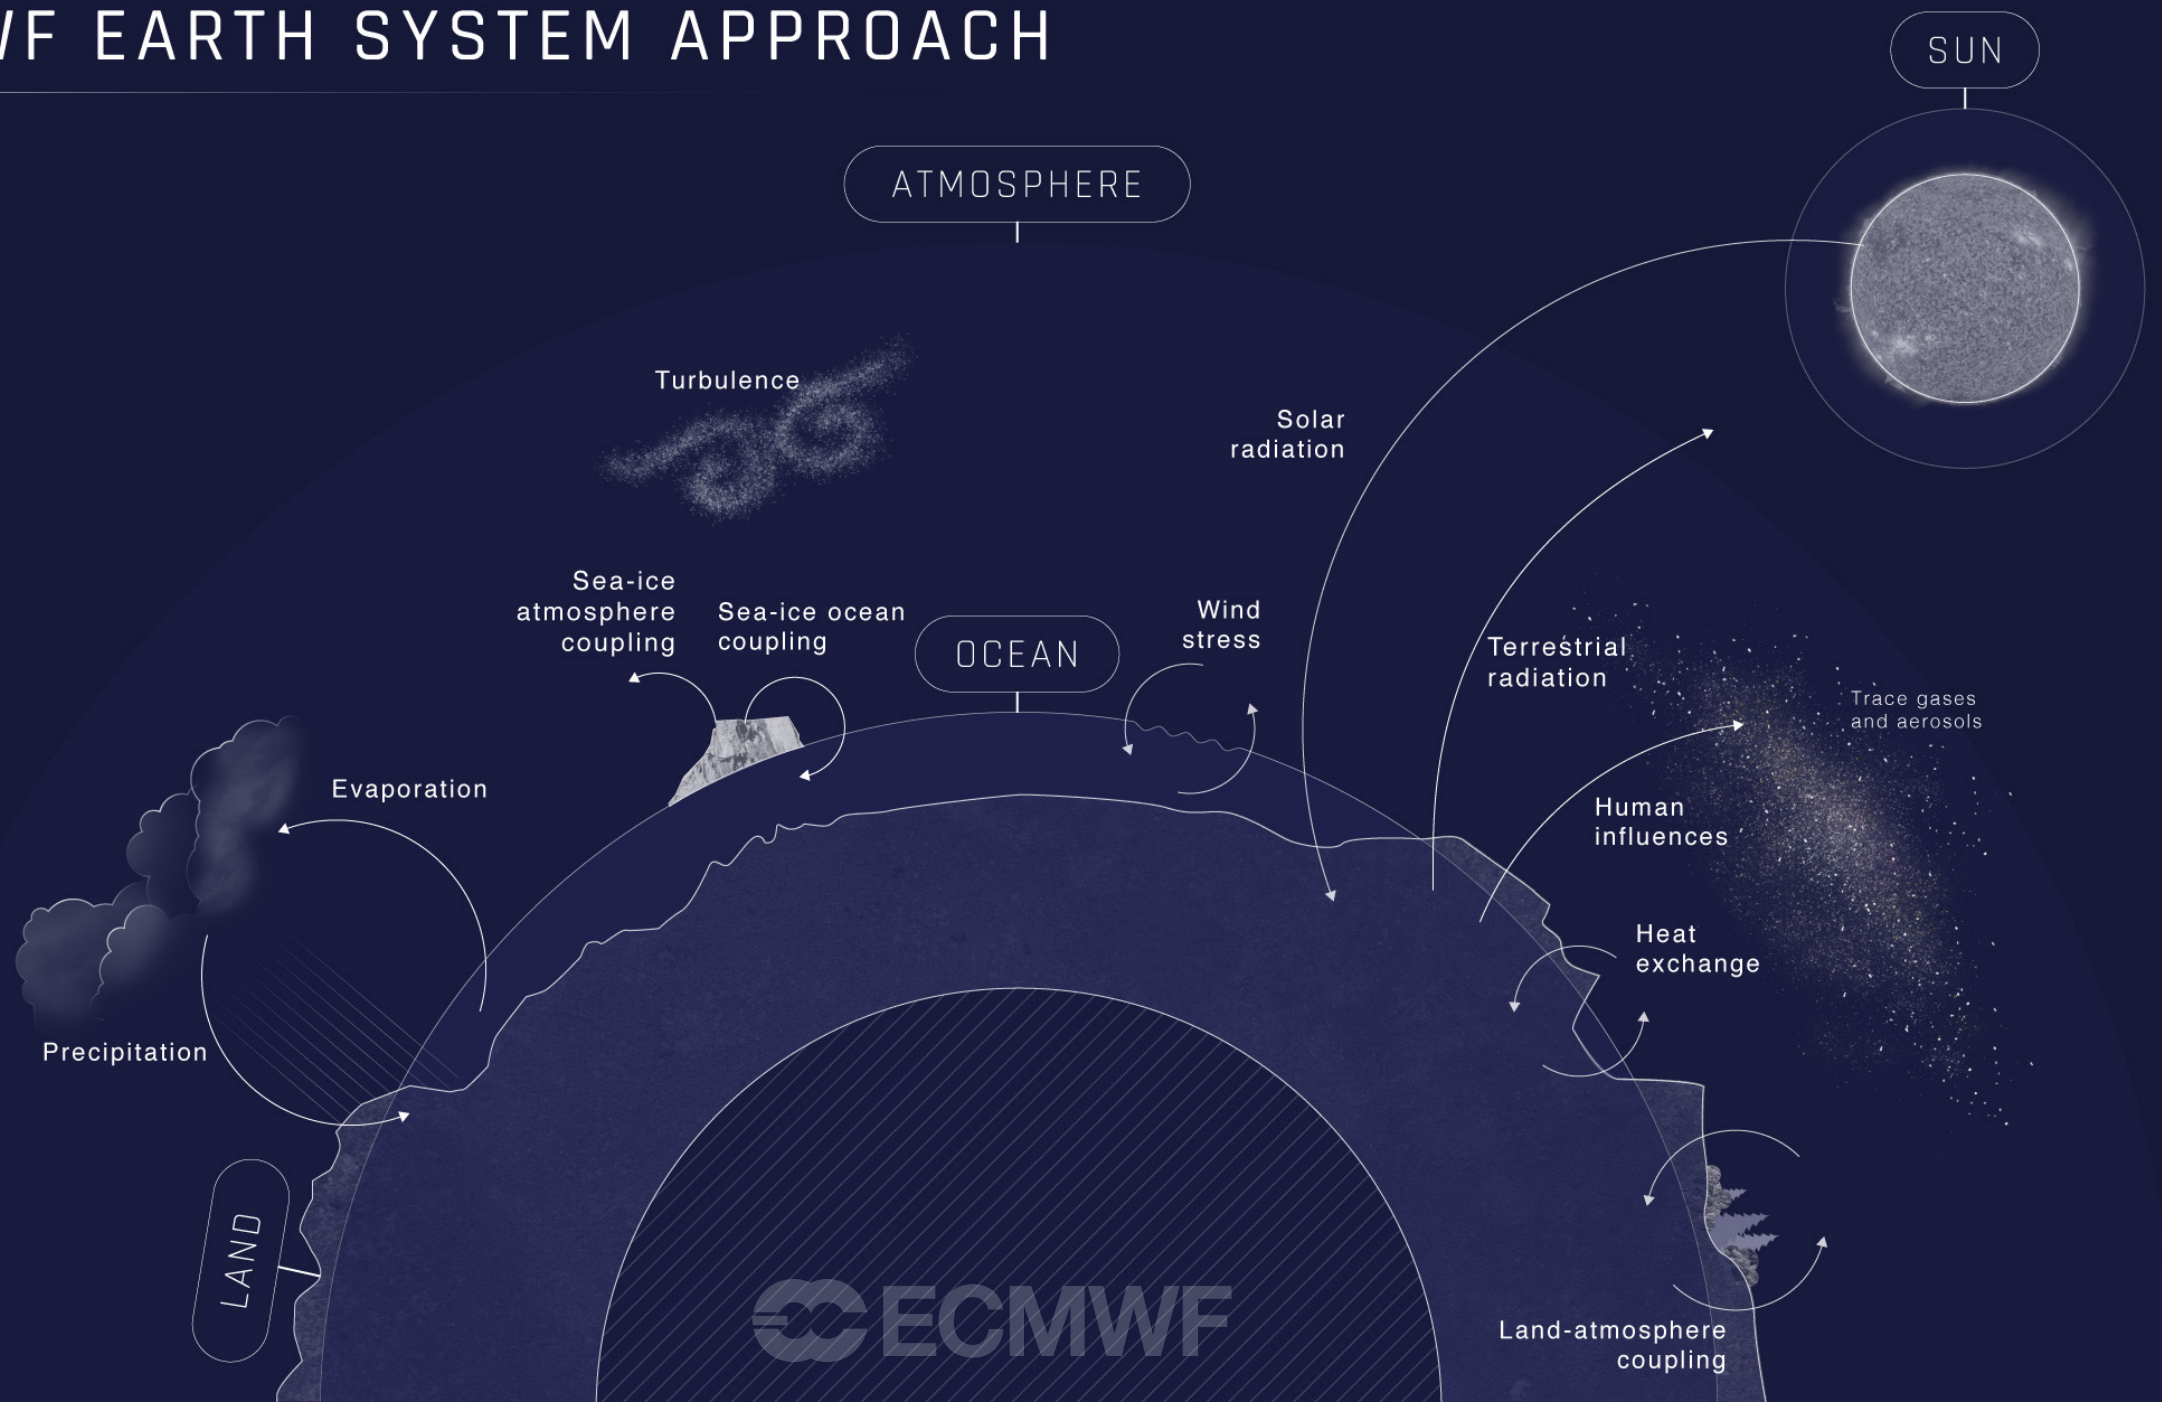 WF EARTH SYSTEM APPROACH
SUN
ATMOSPHERE
Turbulence
Solar
radiation
Sea-ice
atmosphere
coupling
Sea-ice ocean
coupling
OCEAN
Wind
stress
Terrestrial
radiation
Trace gases
and aerosols
Evaporation
Human
influences
Heat
exchange
Precipitation
LAND
ECMWF
Land-atmosphere
coupling